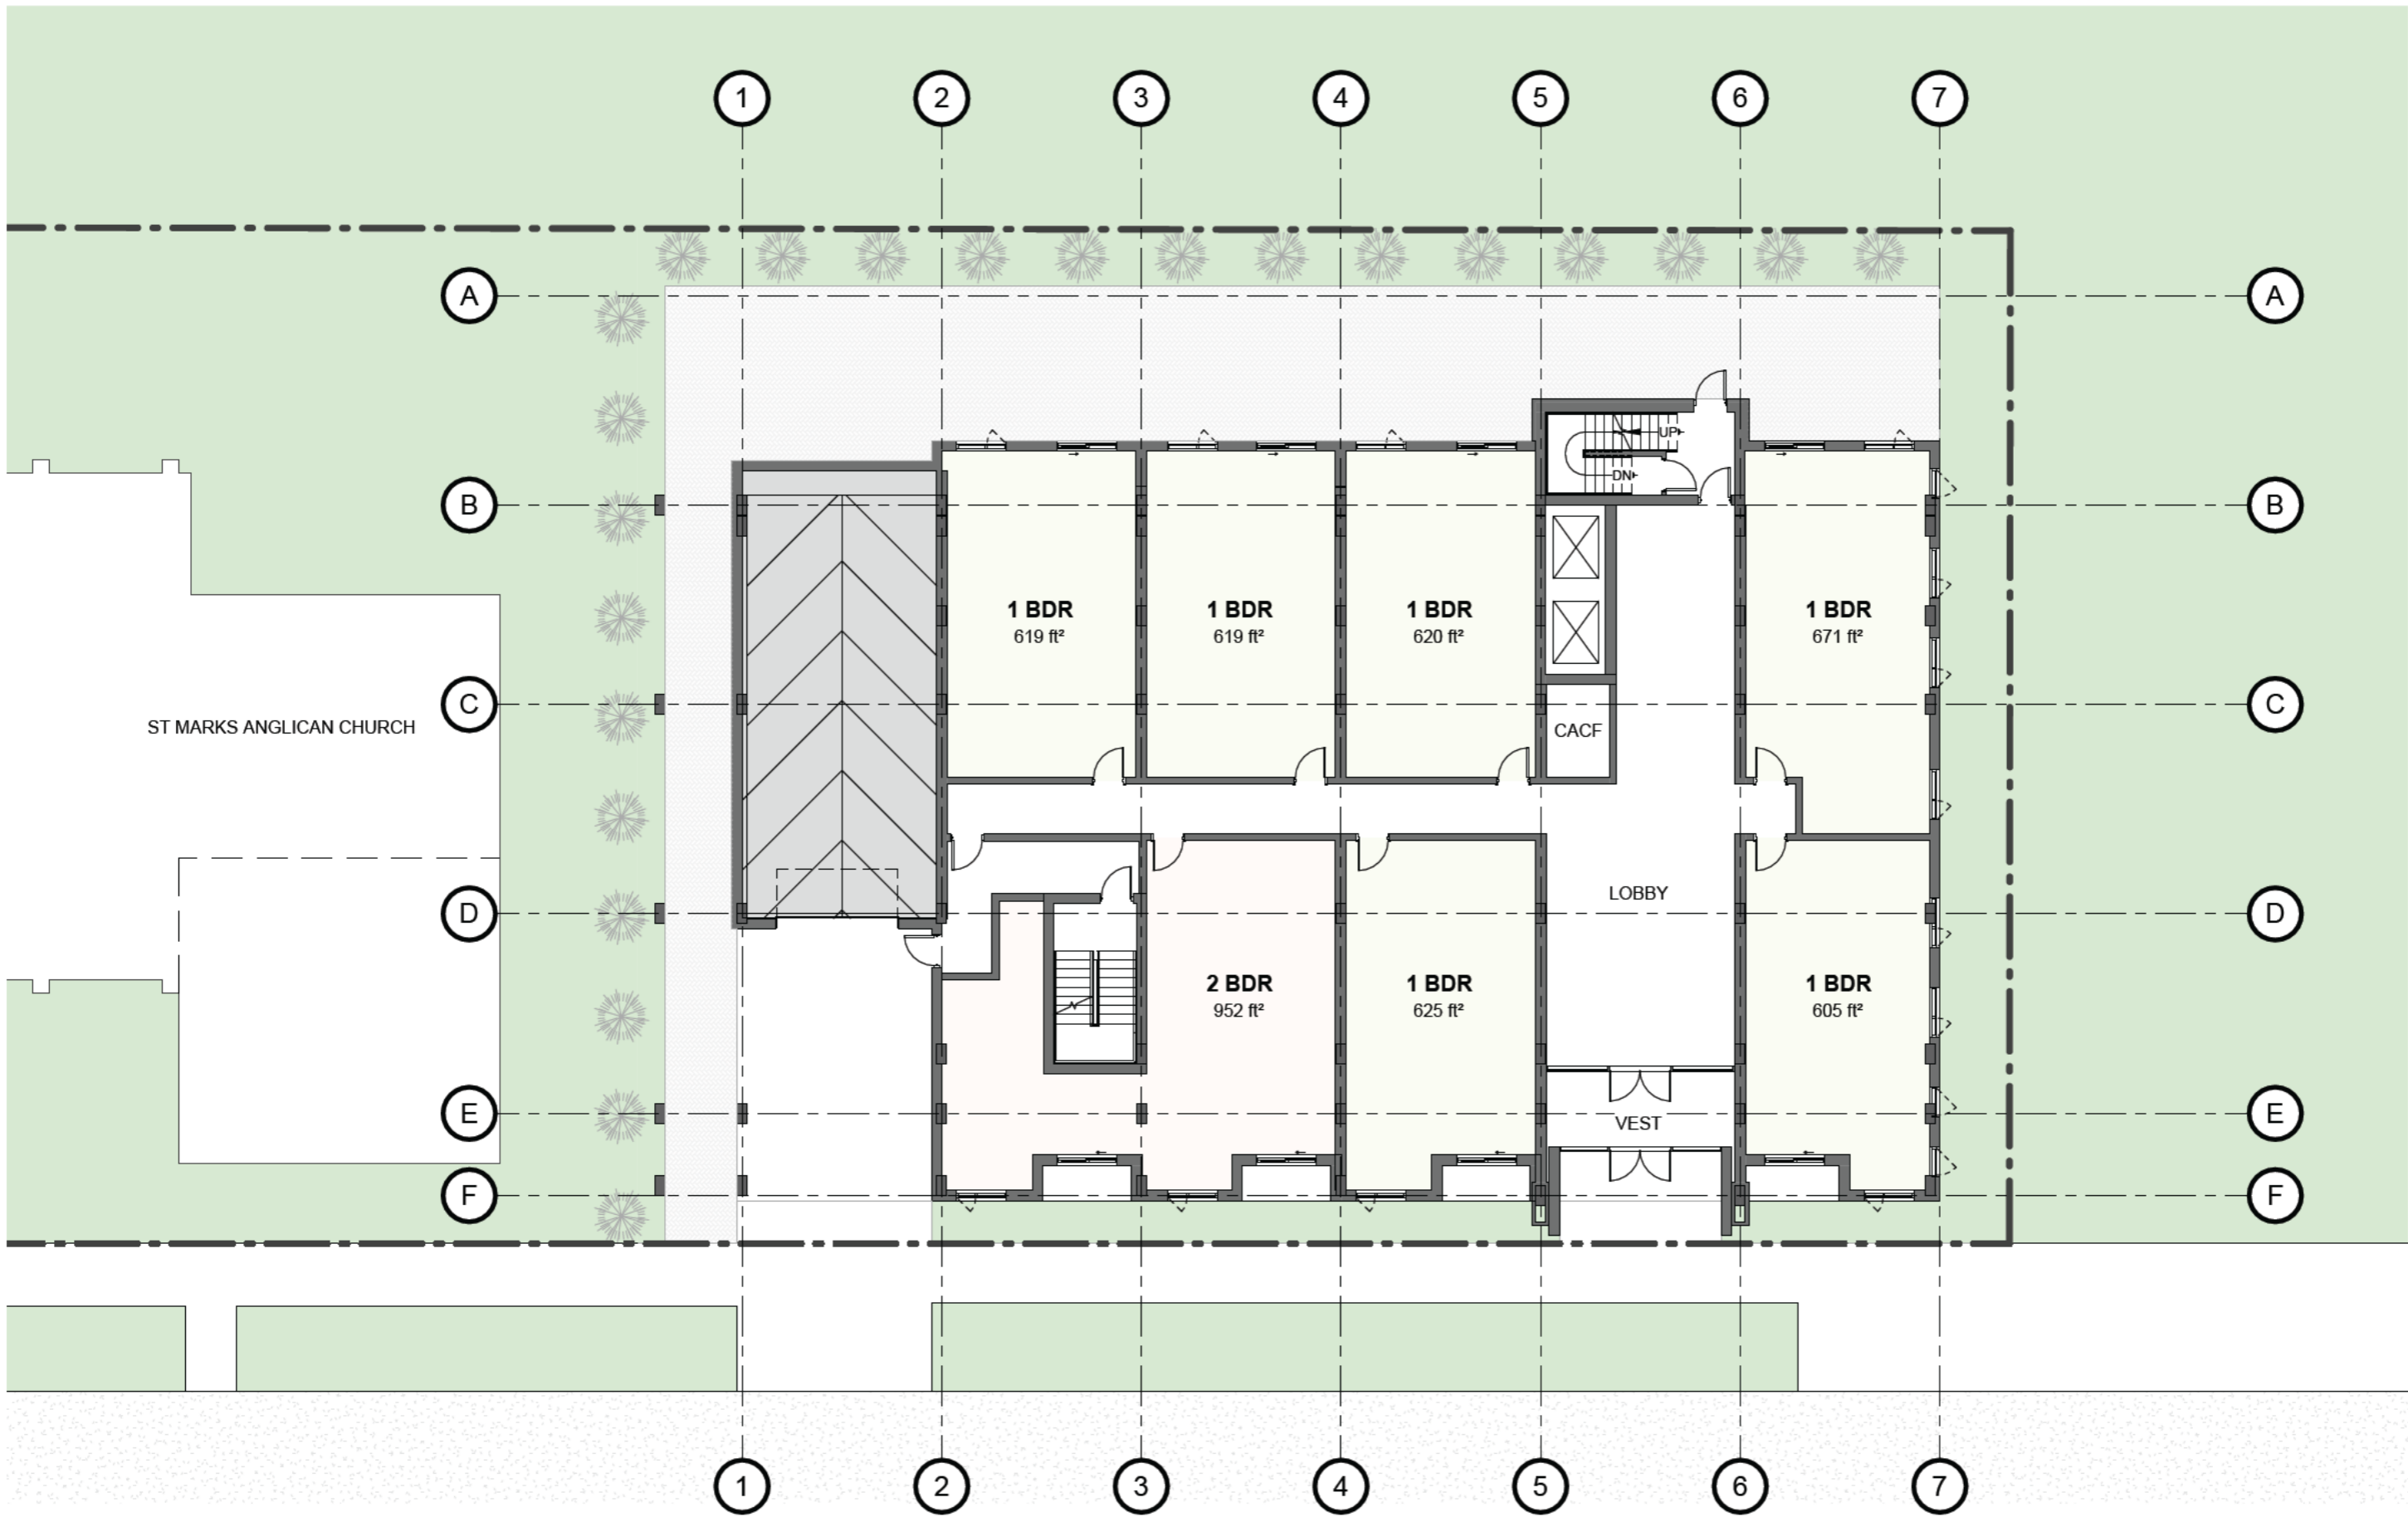 1 2 3 4 5 6 7
A A
UP
DN
B B
1 BDR 1 BDR 1 BDR 1 BDR
619 ft² 619 ft² 620 ft² 671 ft²
C C
ST MARKS ANGLICAN CHURCH
CACF
LOBBY
D D
2 BDR 1 BDR 1 BDR
952 ft² 625 ft² 605 ft²
E E
VEST
F F
1 2 3 4 5 6 7